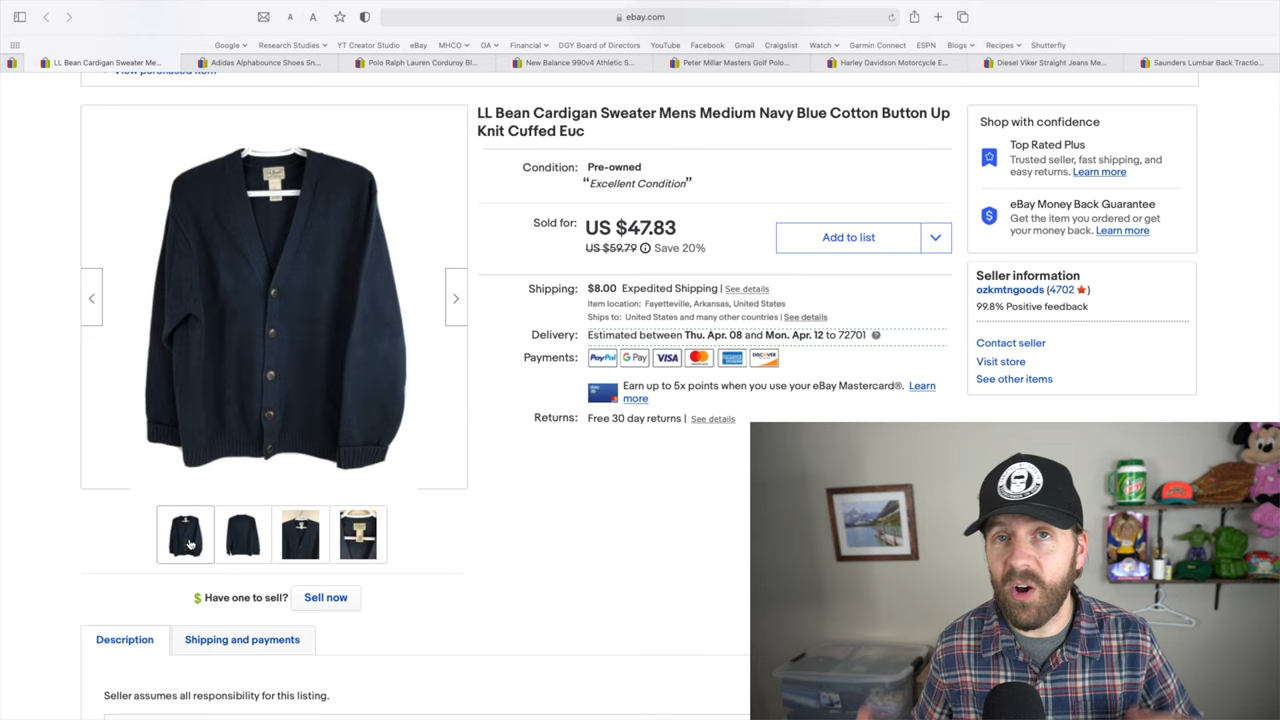 ebay.com
Google
Research Studies
YT Creator Studio
eBay
MHCO
OA
Financial
DGY Board of Directors
YouTube
Facebook
Gmail
Craigslist
Watch
Garmin Connect
ESPN
Blogs
Recipes
Shutterfly
LL Bean Cardigan Sweater Me...
Adidas Alphabounce Shoes Sn...
Polo Ralph Lauren Corduroy Bl...
New Balance 990v4 Athletic S...
Peter Millar Masters Golf Polo...
Harley Davidson Motorcycle E...
Diesel Viker Straight Jeans Me...
Saunders Lumbar Back Tractio...
View purchased item
LL Bean Cardigan Sweater Mens Medium Navy Blue Cotton Button Up
Knit Cuffed Euc
Condition: Pre-owned
“Excellent Condition”
Sold for: US $47.83
US $59.79 Save 20%
Add to list
Shipping: $8.00 Expedited Shipping | See details
Item location: Fayetteville, Arkansas, United States
Ships to: United States and many other countries | See details
Delivery: Estimated between Thu. Apr. 08 and Mon. Apr. 12 to 72701
Payments: PayPal G Pay VISA
DISCOVER
Earn up to 5x points when you use your eBay Mastercard®. Learn
more
Returns: Free 30 day returns | See details
Shop with confidence
Top Rated Plus
Trusted seller, fast shipping, and
easy returns. Learn more
eBay Money Back Guarantee
Get the item you ordered or get
your money back. Learn more
Seller information
ozkmtngoods (4702 )
99.8% Positive feedback
Contact seller
Visit store
See other items
Have one to sell? Sell now
Description
Shipping and payments
Seller assumes all responsibility for this listing.